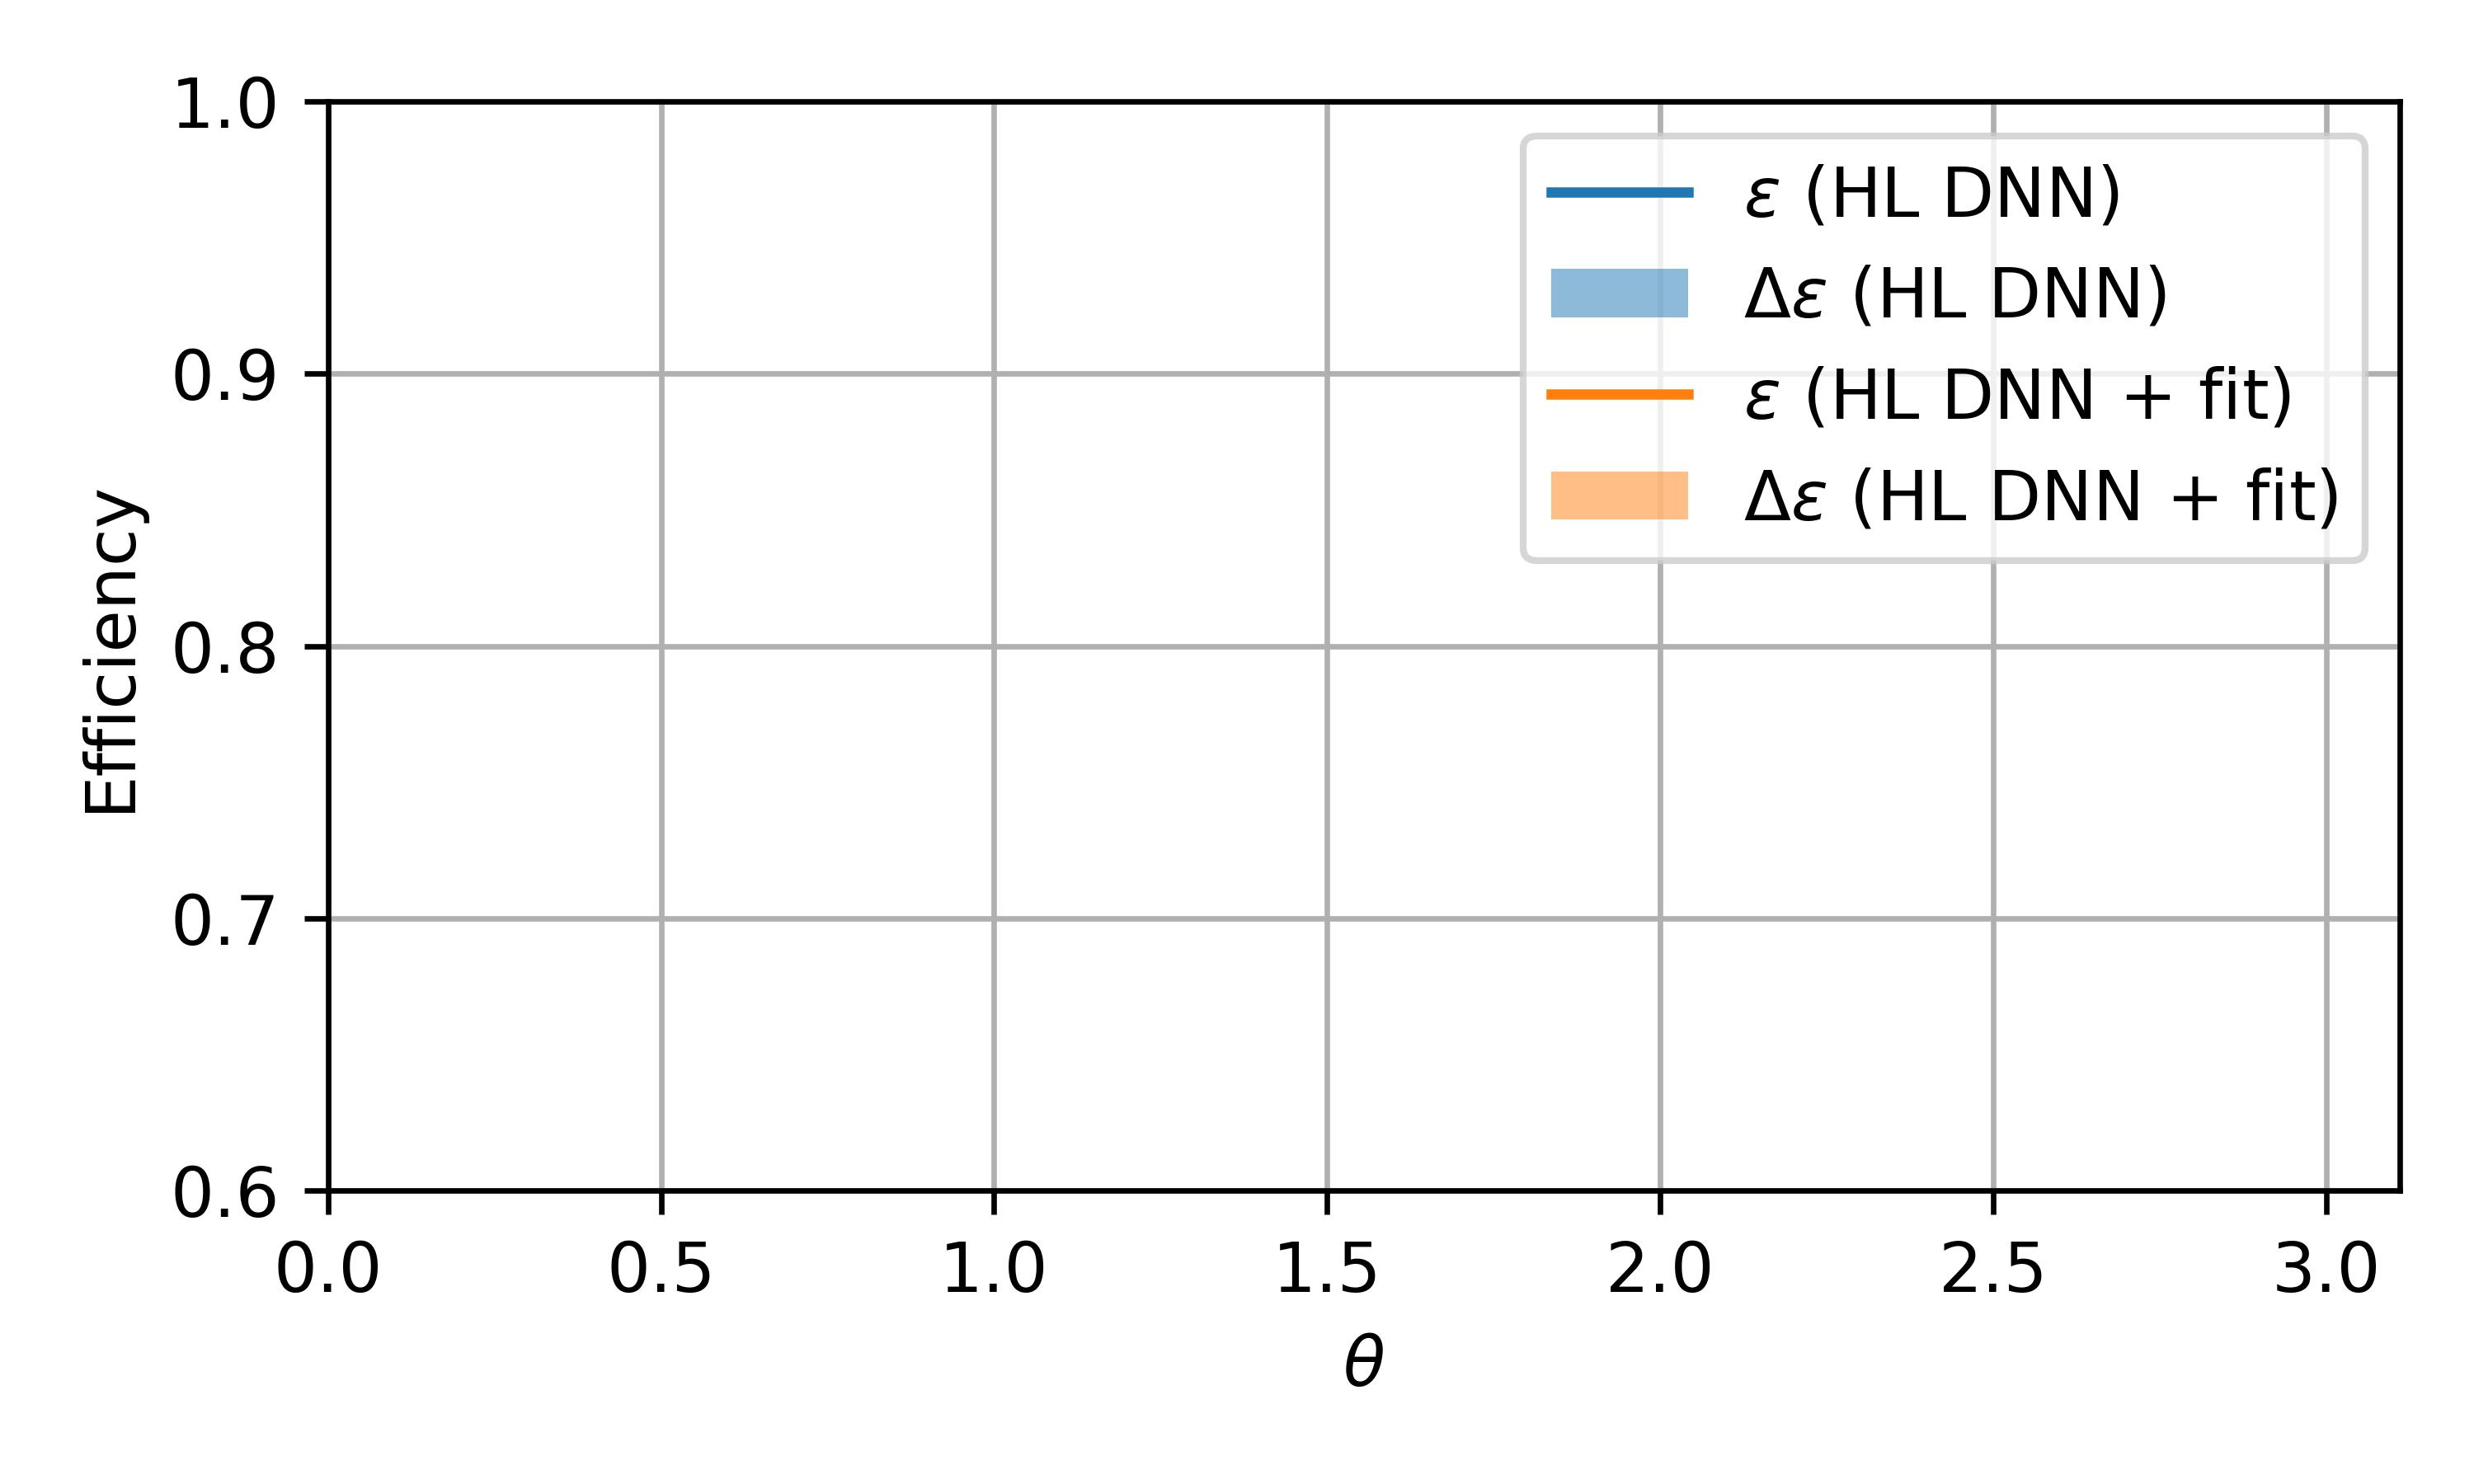 1.0
0.9
0.8
0.7
0.6
Efficiency
ε (HL DNN)
Δε (HL DNN)
ε (HL DNN + fit)
Δε (HL DNN + fit)
0.0 0.5 1.0 1.5 2.0 2.5 3.0
θ